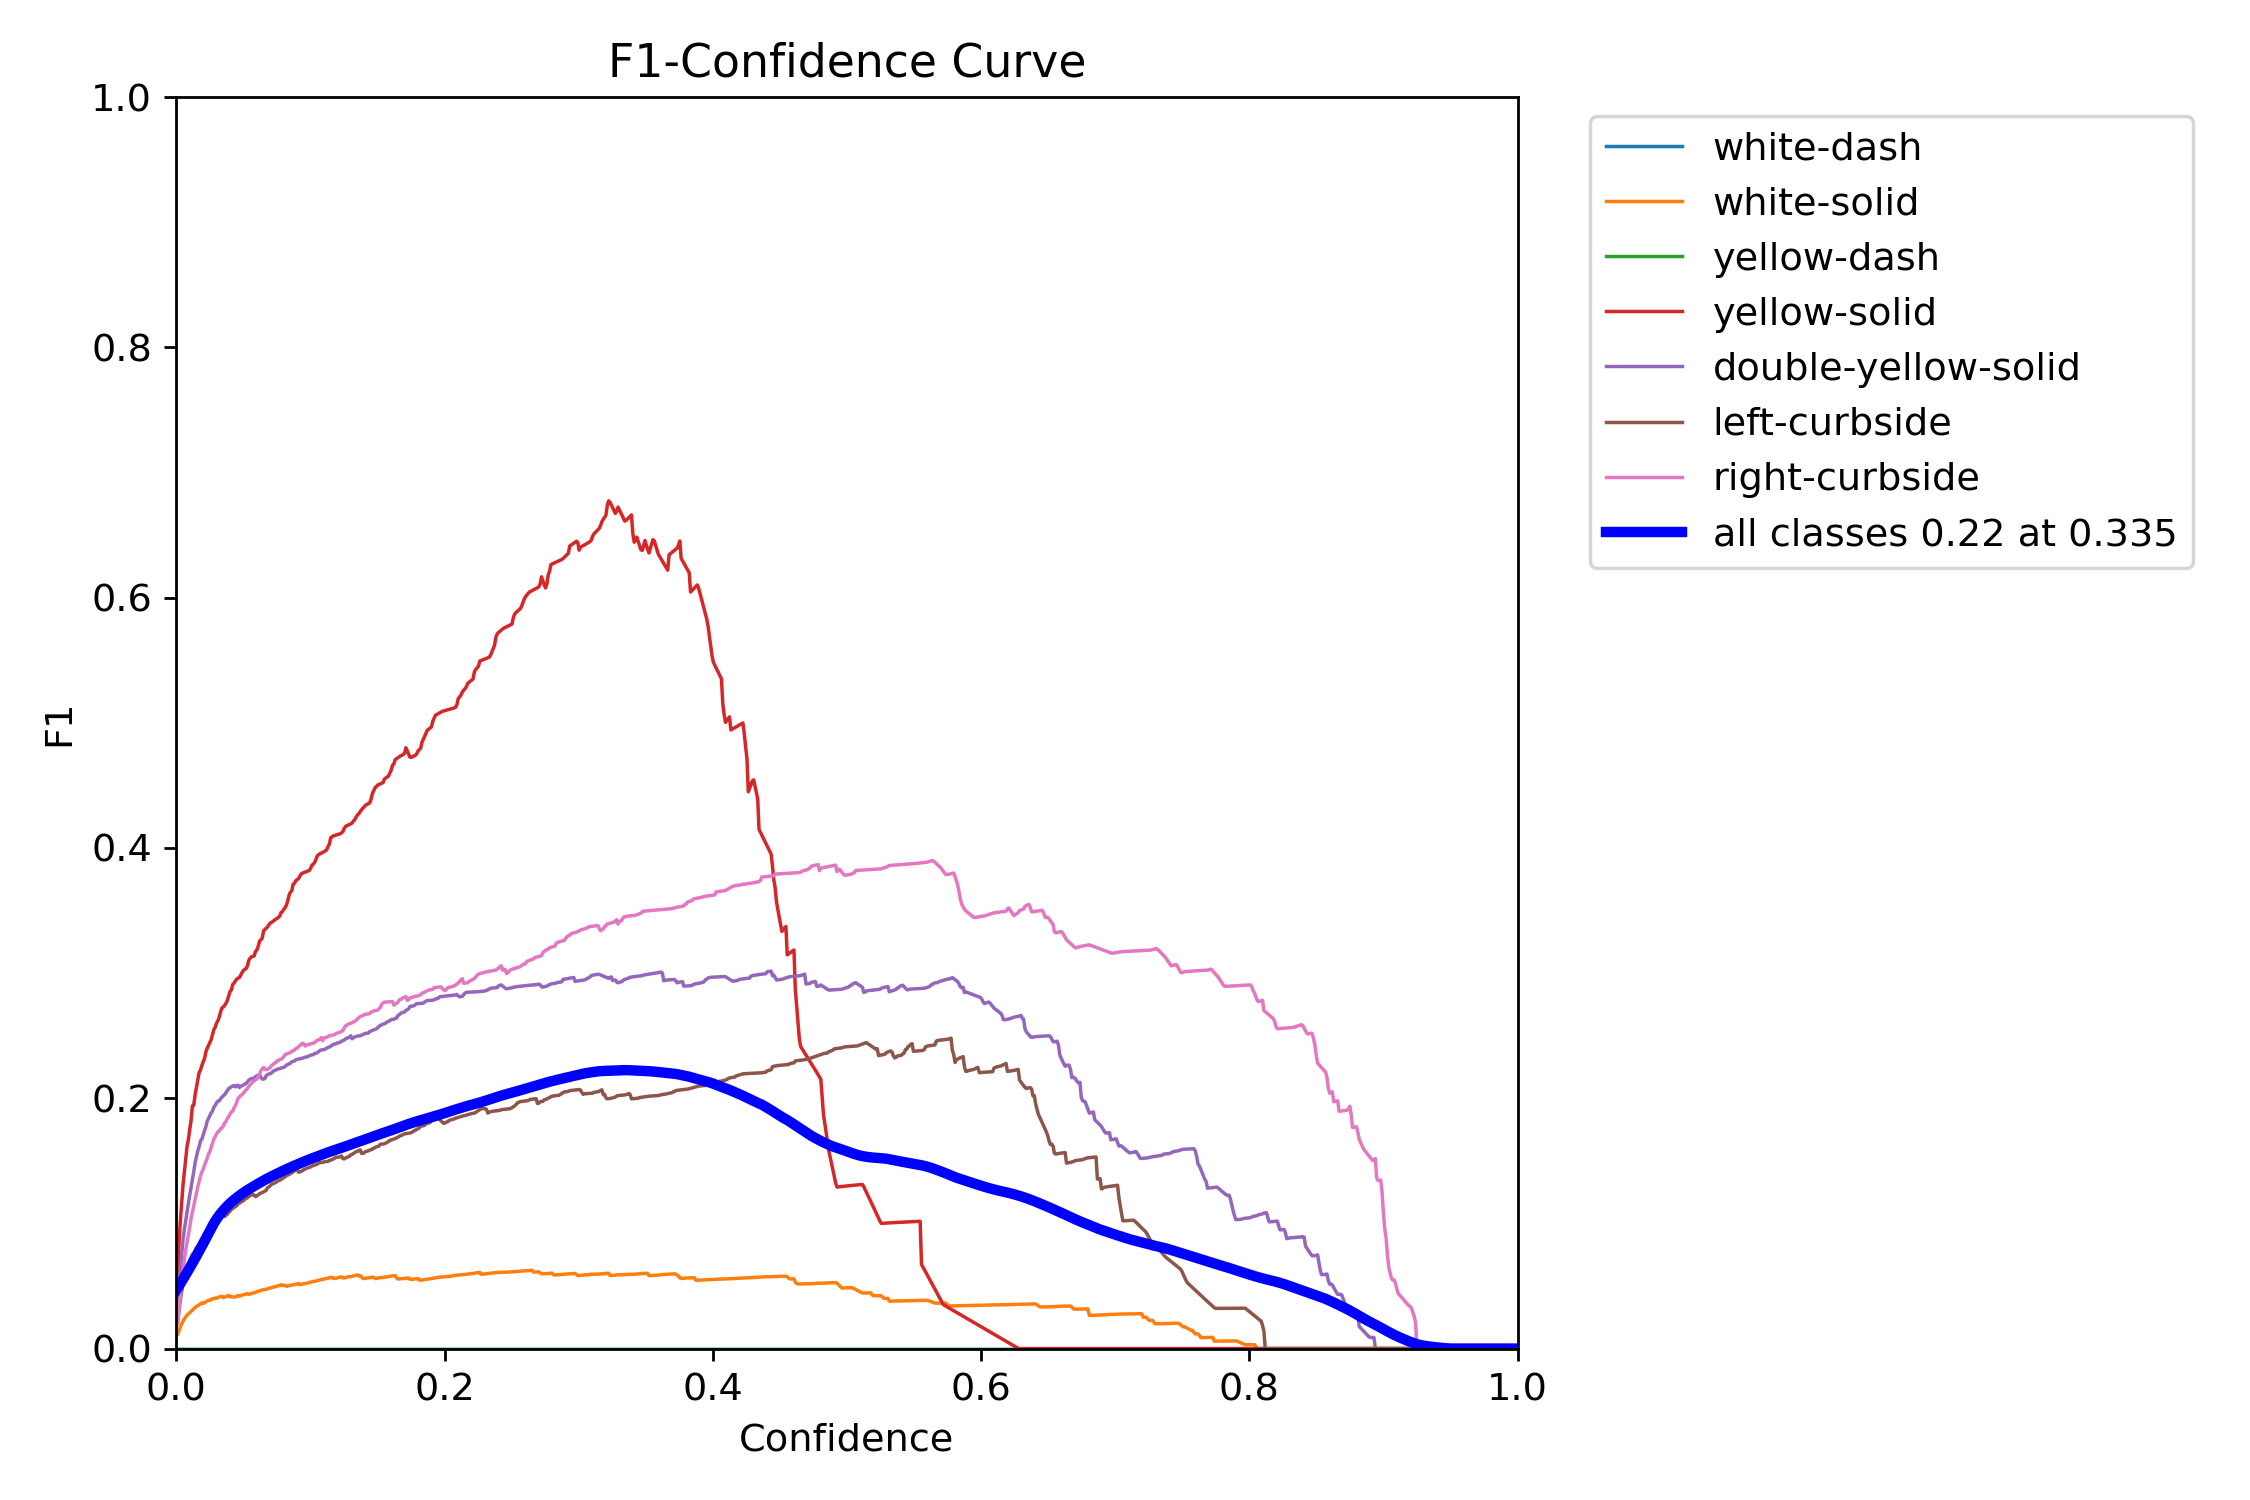 F1-Confidence Curve
1.0
0.8
0.6
0.4
0.2
0.0
F1
0.0 0.2 0.4 0.6 0.8 1.0
Confidence
white-dash
white-solid
yellow-dash
yellow-solid
double-yellow-solid
left-curbside
right-curbside
all classes 0.22 at 0.335